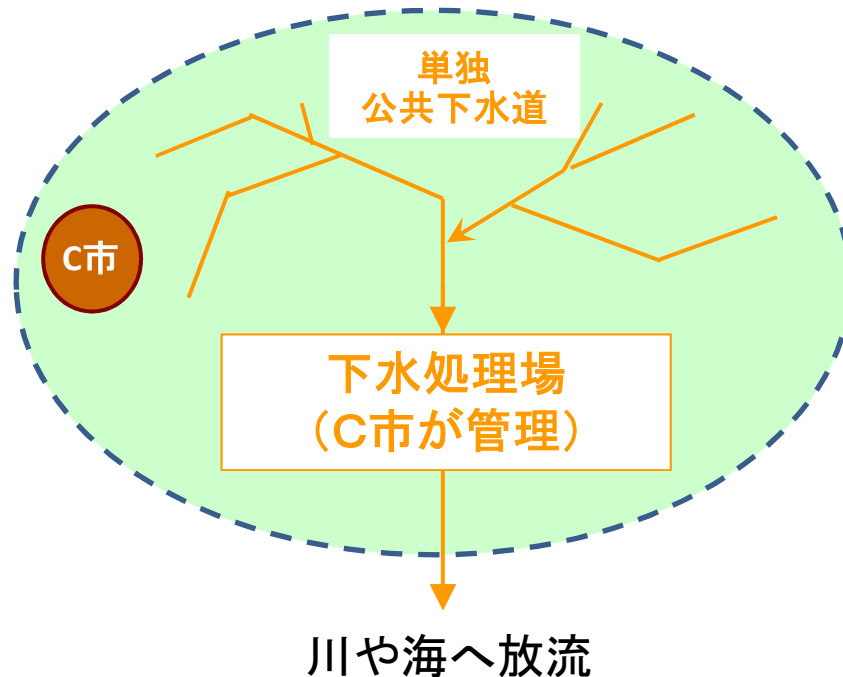 単独
公共下水道
C市
下水処理場
（C市が管理）
川や海へ放流